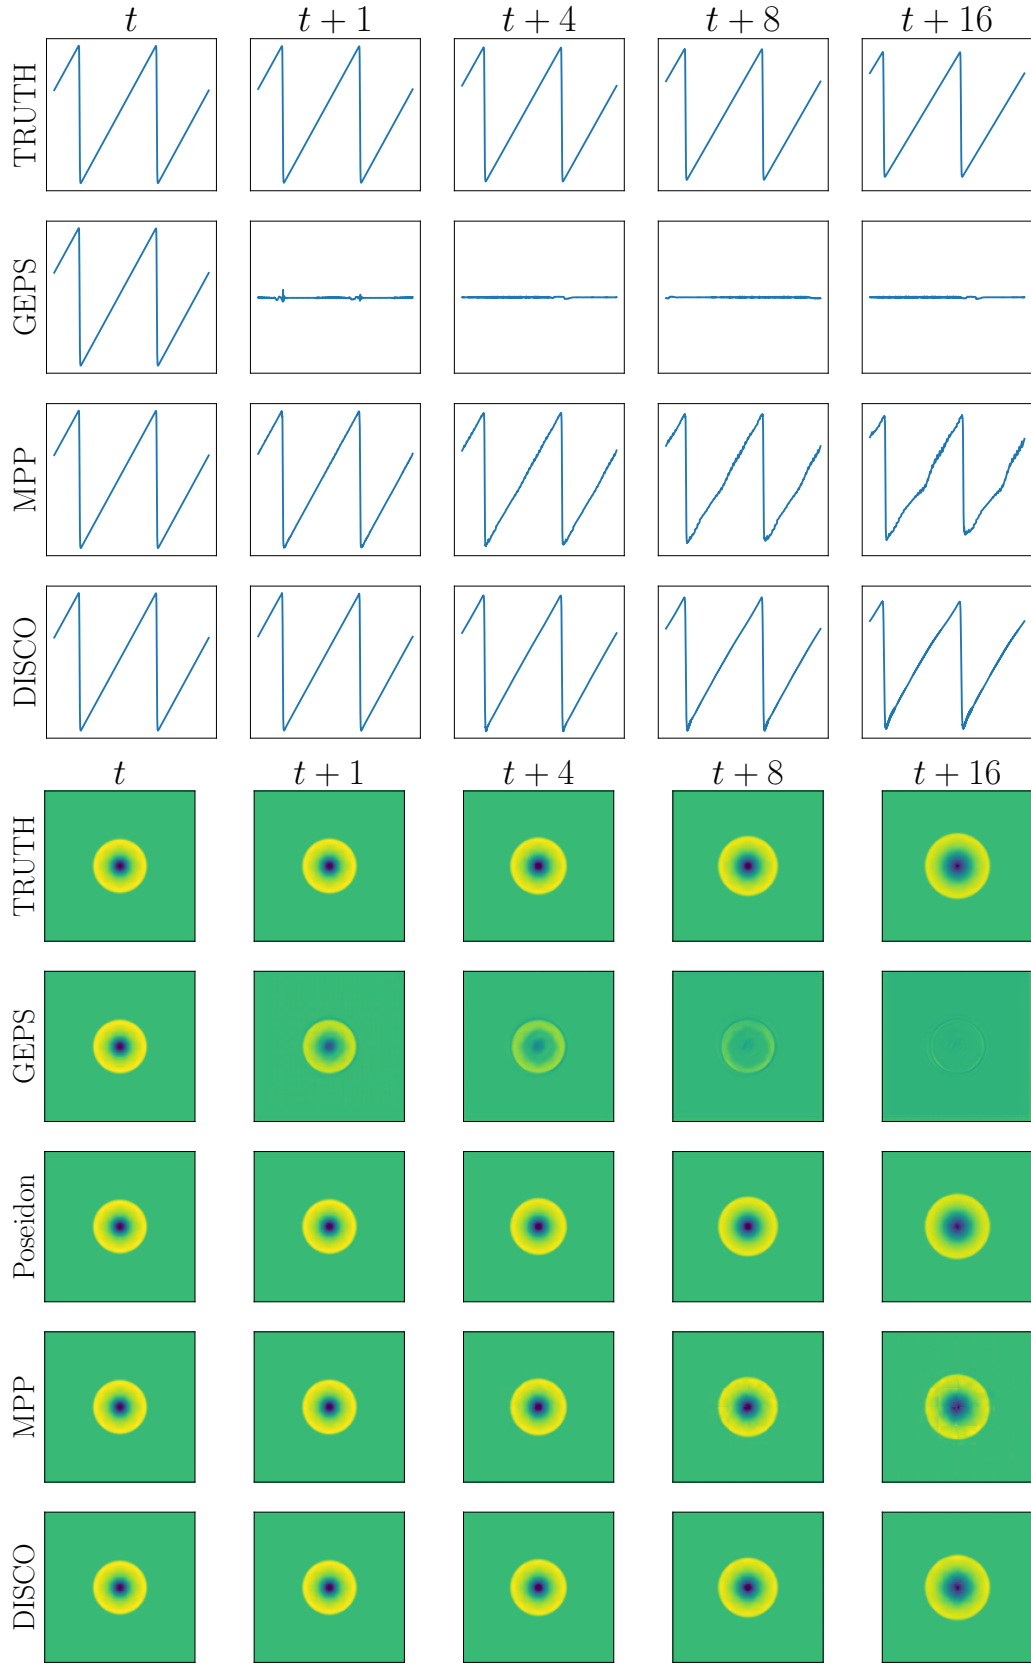 t t + 1 t + 4 t + 8 t + 16
TRUTH
GEPS
MPP
DISCO
t t + 1 t + 4 t + 8 t + 16
TRUTH
GEPS
Poseidon
MPP
DISCO